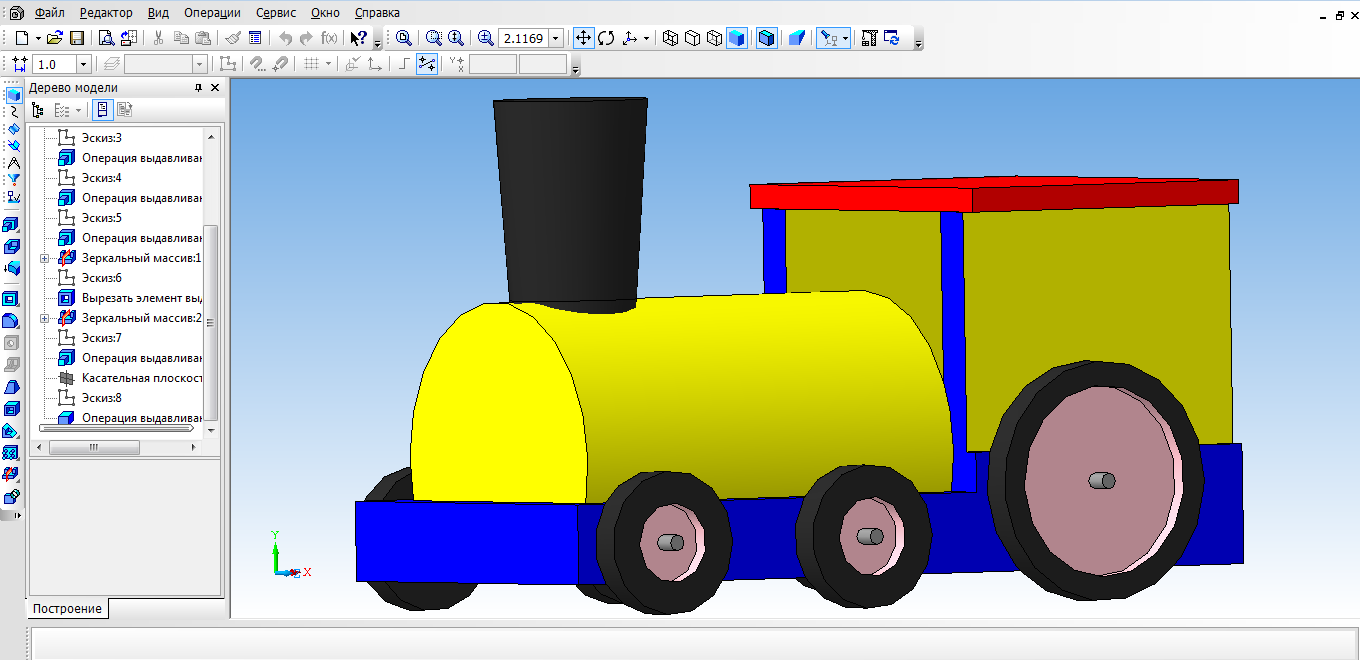 Файл Редактор Вид Операции Сервис Окно Справка
f(x) 2.1169
1.0
Дерево модели
Эскиз:3
Операция выдавливан
Эскиз:4
Операция выдавливан
Эскиз:5
Операция выдавливан
Зеркальный массив:1
Эскиз:6
Вырезать элемент выд
Зеркальный массив:2
Эскиз:7
Операция выдавливан
Касательная плоскост
Эскиз:8
Операция выдавливан
Y
Z X
Построение